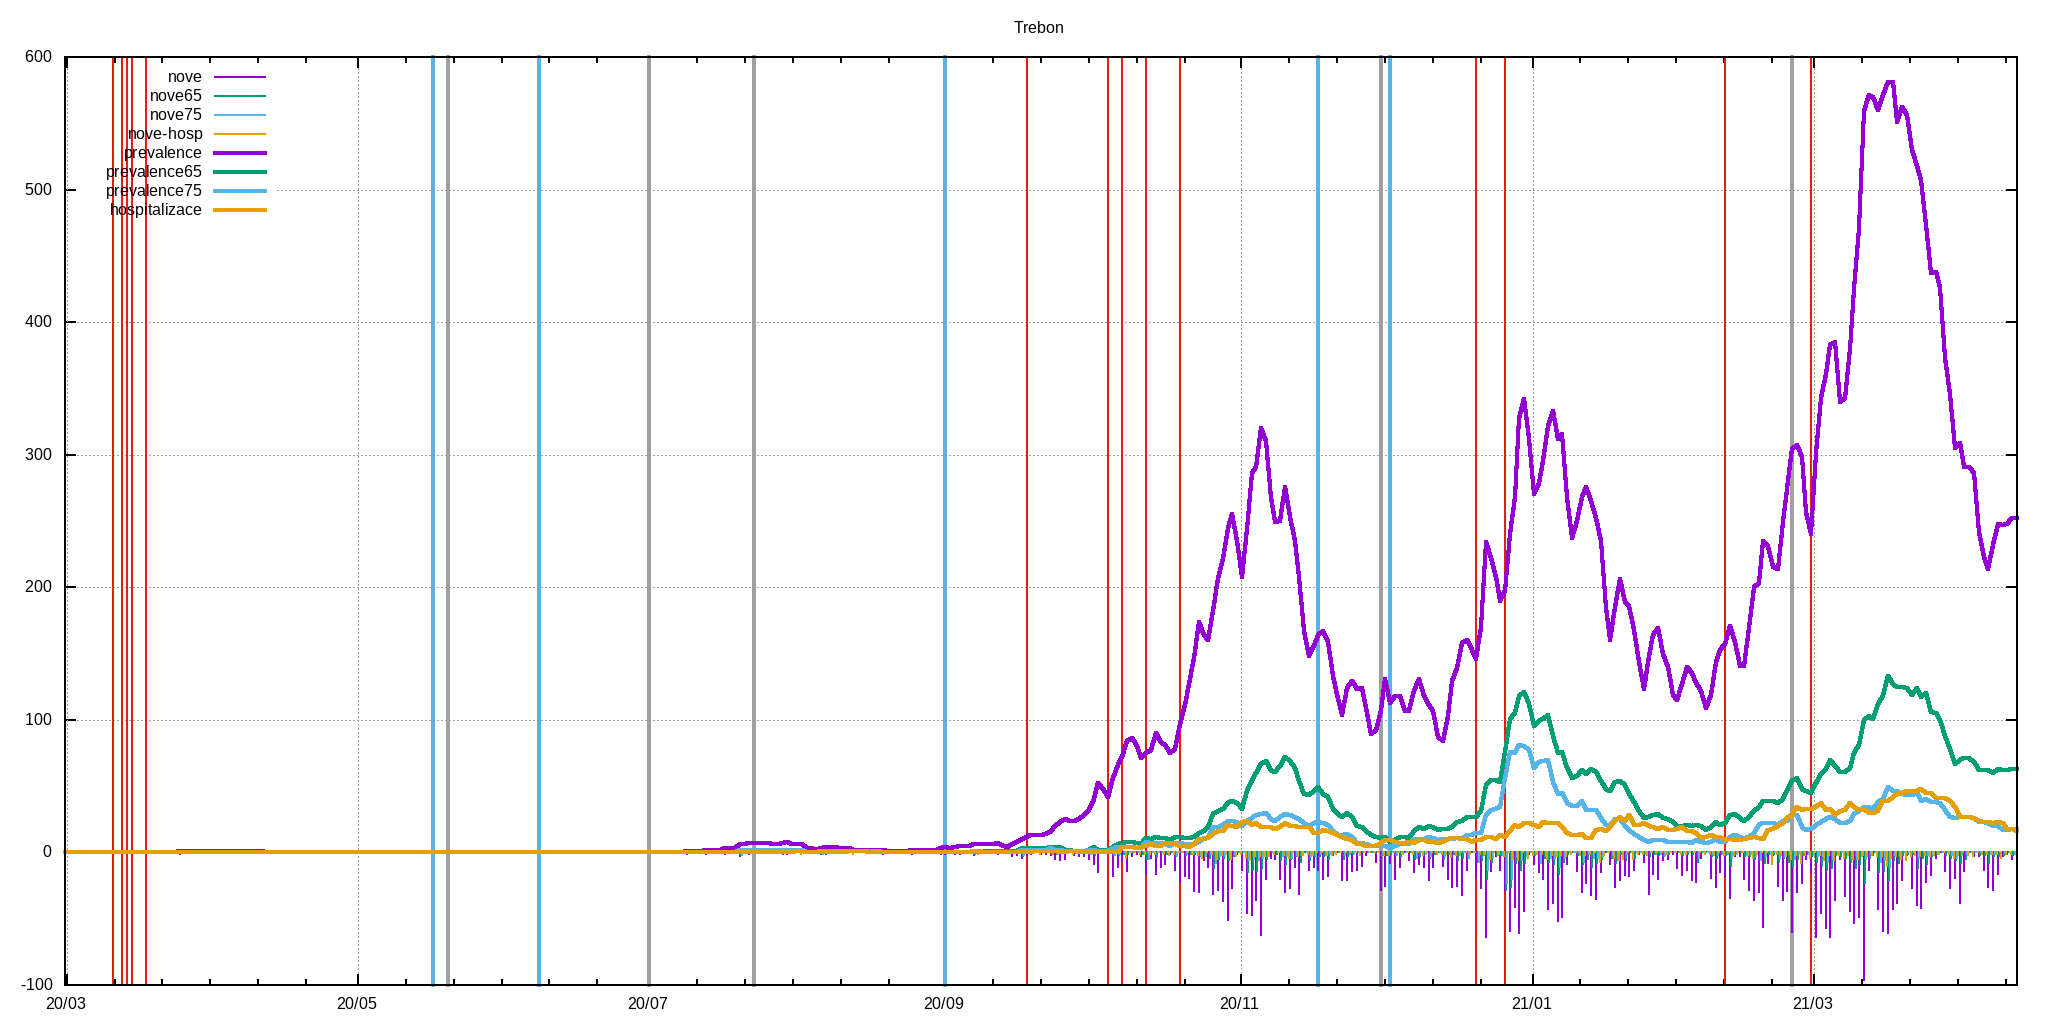 Trebon
600
500
400
300
200
100
0
-100
nove
nove65
nove75
nove-hosp
prevalence
prevalence65
prevalence75
hospitalizace
20/03 20/05 20/07 20/09 20/11 21/01 21/03